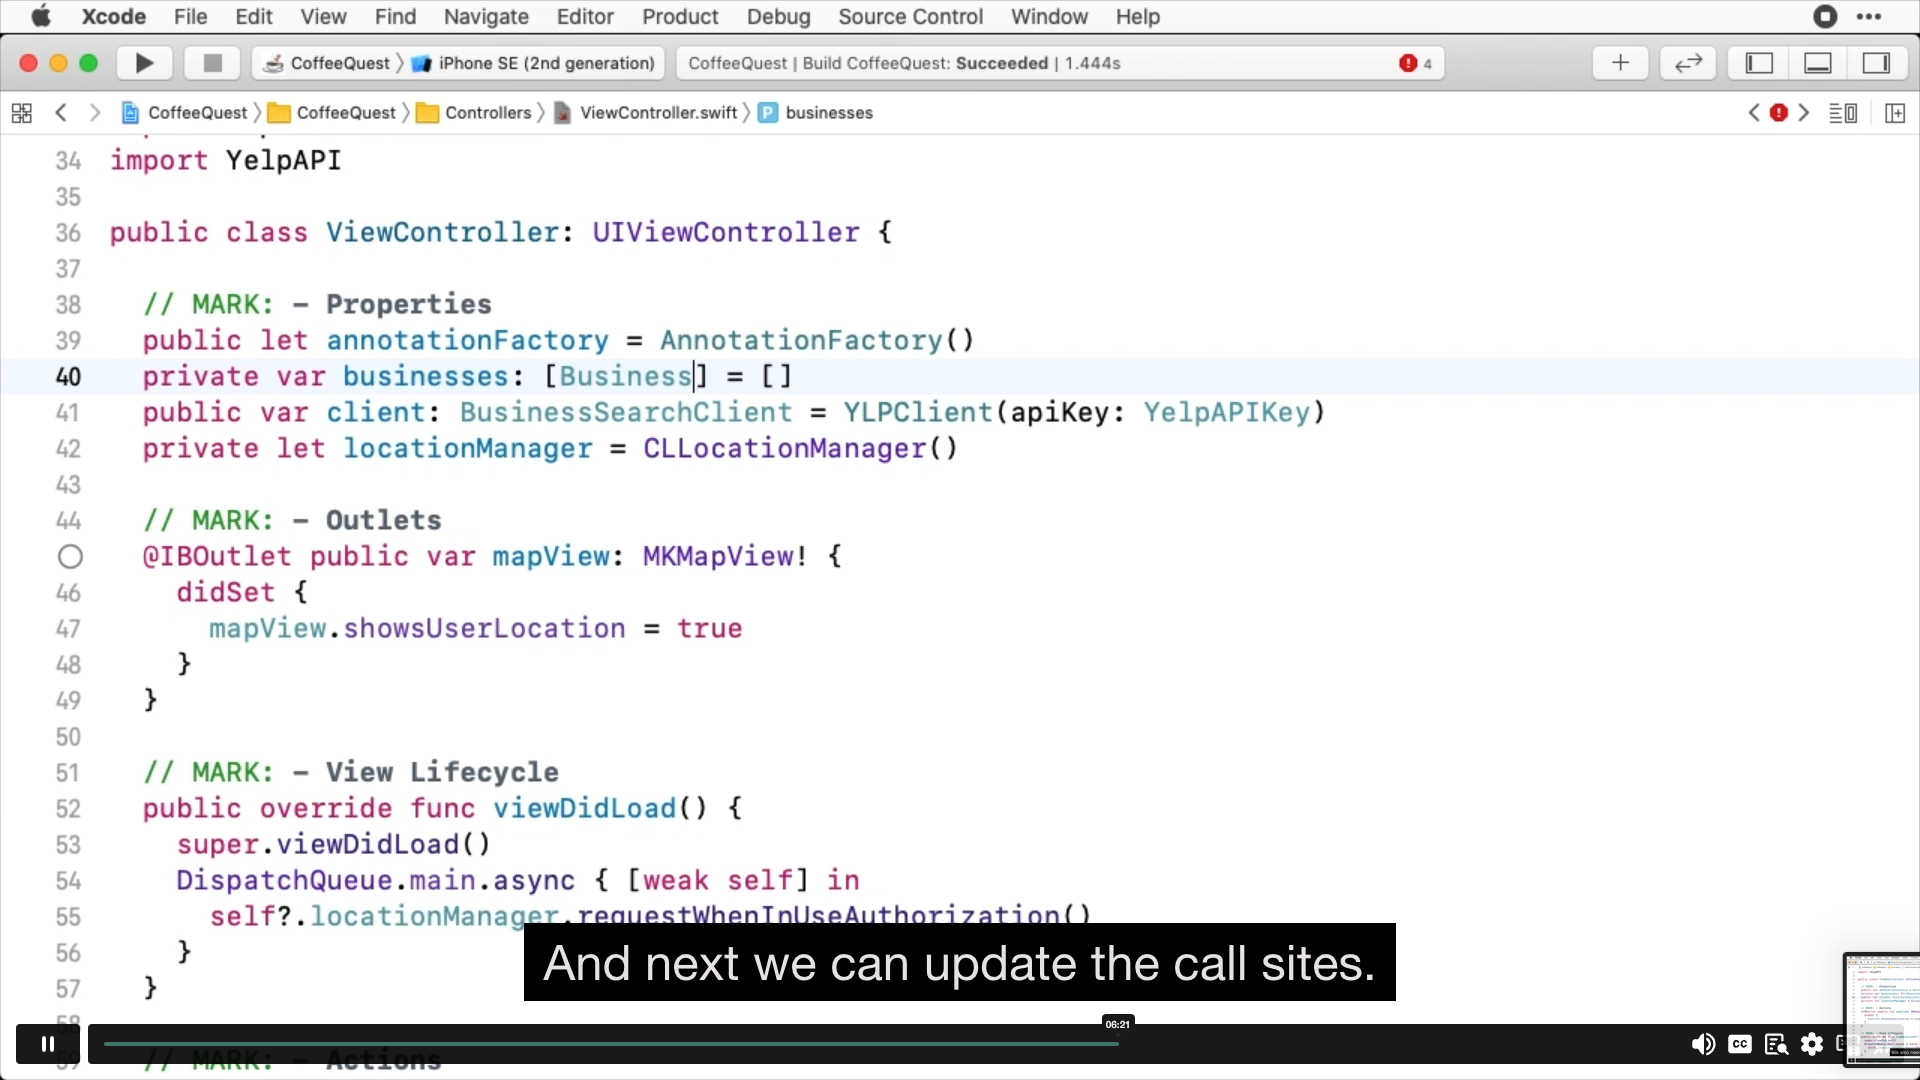 Xcode File Edit View Find Navigate Editor Product Debug Source Control Window Help
CoffeeQuest 〉 iPhone SE (2nd generation) CoffeeQuest | Build CoffeeQuest: Succeeded | 1.444s 4
CoffeeQuest 〉 CoffeeQuest 〉 Controllers 〉 ViewController.swift 〉 P businesses
34 import YelpAPI
35
36 public class ViewController: UIViewController {
37
38 // MARK: - Properties
39 public let annotationFactory = AnnotationFactory()
40 private var businesses: [Business] = []
41 public var client: BusinessSearchClient = YLPClient(apiKey: YelpAPIKey)
42 private let locationManager = CLLocationManager()
43
44 // MARK: - Outlets
@IBOutlet public var mapView: MKMapView! {
46 didSet {
47 mapView.showsUserLocation = true
48 }
49 }
50
51 // MARK: - View Lifecycle
52 public override func viewDidLoad() {
53 super.viewDidLoad()
54 DispatchQueue.main.async { [weak self] in
55 self?.locationManager.requestWhenInUseAuthorization()
56 }
57 }
And next we can update the call sites.
58
06:21
CC
59 // MARK: - Actions